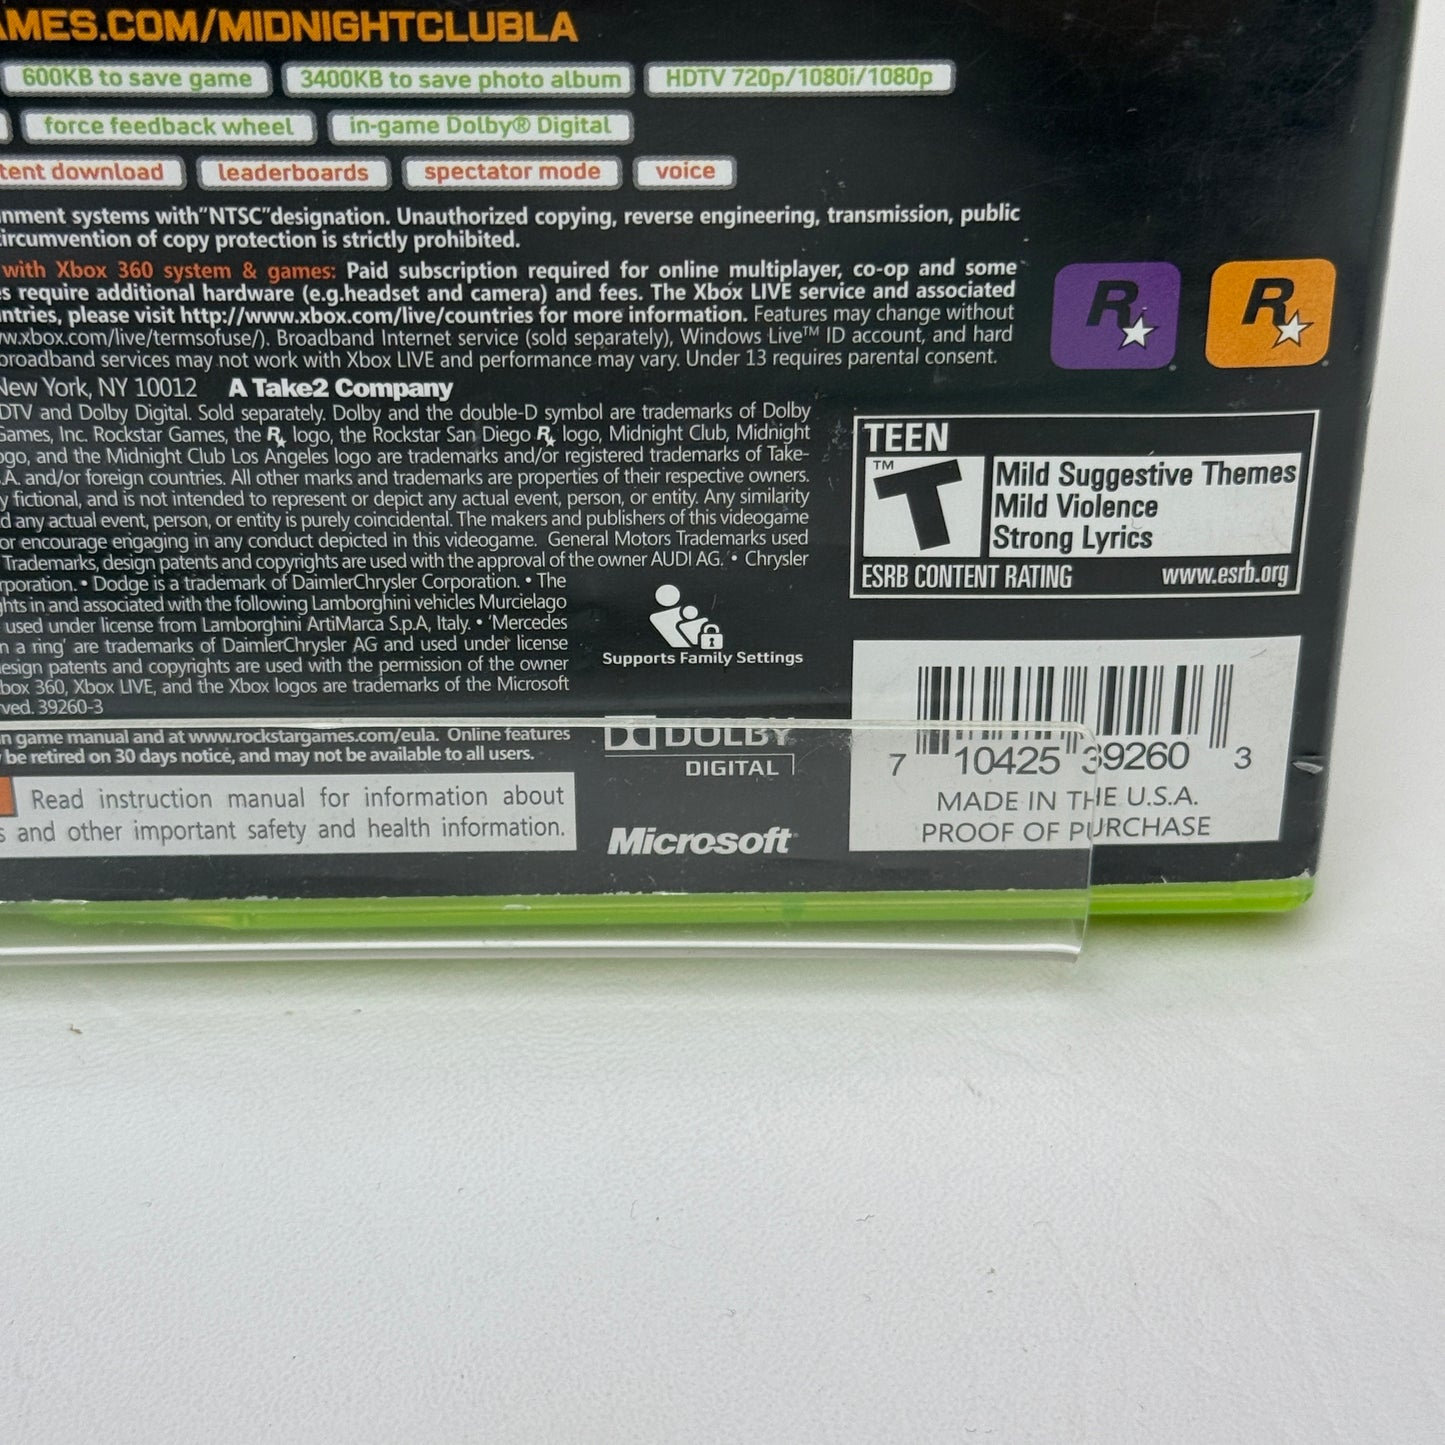 AMES.COM/MIDNIGHTCLUBLA
600KB to save game 3400KB to save photo album HDTV 720p/1080i/1080p
force feedback wheel in-game Dolby® Digital
tent download leaderboards spectator mode voice
nment systems with"NTSC"designation. Unauthorized copying, reverse engineering, transmission, public
ircumvention of copy protection is strictly prohibited.
with Xbox 360 system & games: Paid subscription required for online multiplayer, co-op and some
s require additional hardware (e.g.headset and camera) and fees. The Xbox LIVE service and associated
ntries, please visit http://www.xbox.com/live/countries for more information. Features may change without
w.xbox.com/live/termsofuse/). Broadband Internet service (sold separately), Windows Live™ ID account, and hard
broadband services may not work with Xbox LIVE and performance may vary. Under 13 requires parental consent.
R R
New York, NY 10012 A Take2 Company
DTV and Dolby Digital. Sold separately. Dolby and the double-D symbol are trademarks of Dolby
Games, Inc. Rockstar Games, the R logo, the Rockstar San Diego R logo, Midnight Club, Midnight
ogo, and the Midnight Club Los Angeles logo are trademarks and/or registered trademarks of Take-
.A. and/or foreign countries. All other marks and trademarks are properties of their respective owners.
y fictional, and is not intended to represent or depict any actual event, person, or entity. Any similarity
d any actual event, person, or entity is purely coincidental. The makers and publishers of this videogame
or encourage engaging in any conduct depicted in this videogame. General Motors Trademarks used
Trademarks, design patents and copyrights are used with the approval of the owner AUDI AG. • Chrysler
rporation. • Dodge is a trademark of DaimlerChrysler Corporation. • The
ghts in and associated with the following Lamborghini vehicles Murcielago
used under license from Lamborghini ArtiMarca S.p.A, Italy. • 'Mercedes
n a ring' are trademarks of DaimlerChrysler AG and used under license
esign patents and copyrights are used with the permission of the owner
box 360, Xbox LIVE, and the Xbox logos are trademarks of the Microsoft
rved. 39260-3
n game manual and at www.rockstargames.com/eula. Online features
be retired on 30 days notice, and may not be available to all users.
Read instruction manual for information about
s and other important safety and health information.
Supports Family Settings
DOLBY
DIGITAL
Microsoft
TEEN
T™
Mild Suggestive Themes
Mild Violence
Strong Lyrics
ESRB CONTENT RATING www.esrb.org
7 10425 39260 3
MADE IN THE U.S.A.
PROOF OF PURCHASE